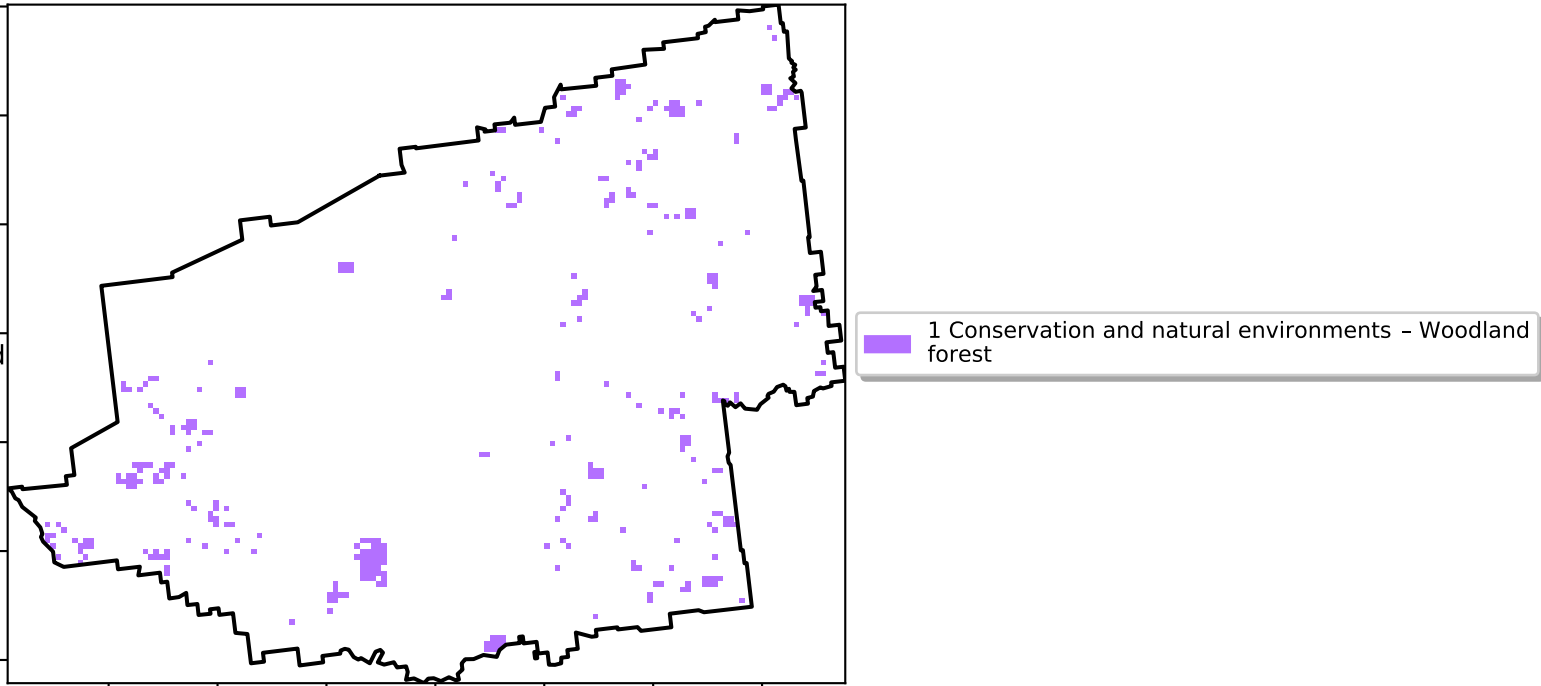 1 Conservation and natural environments – Woodland
forest